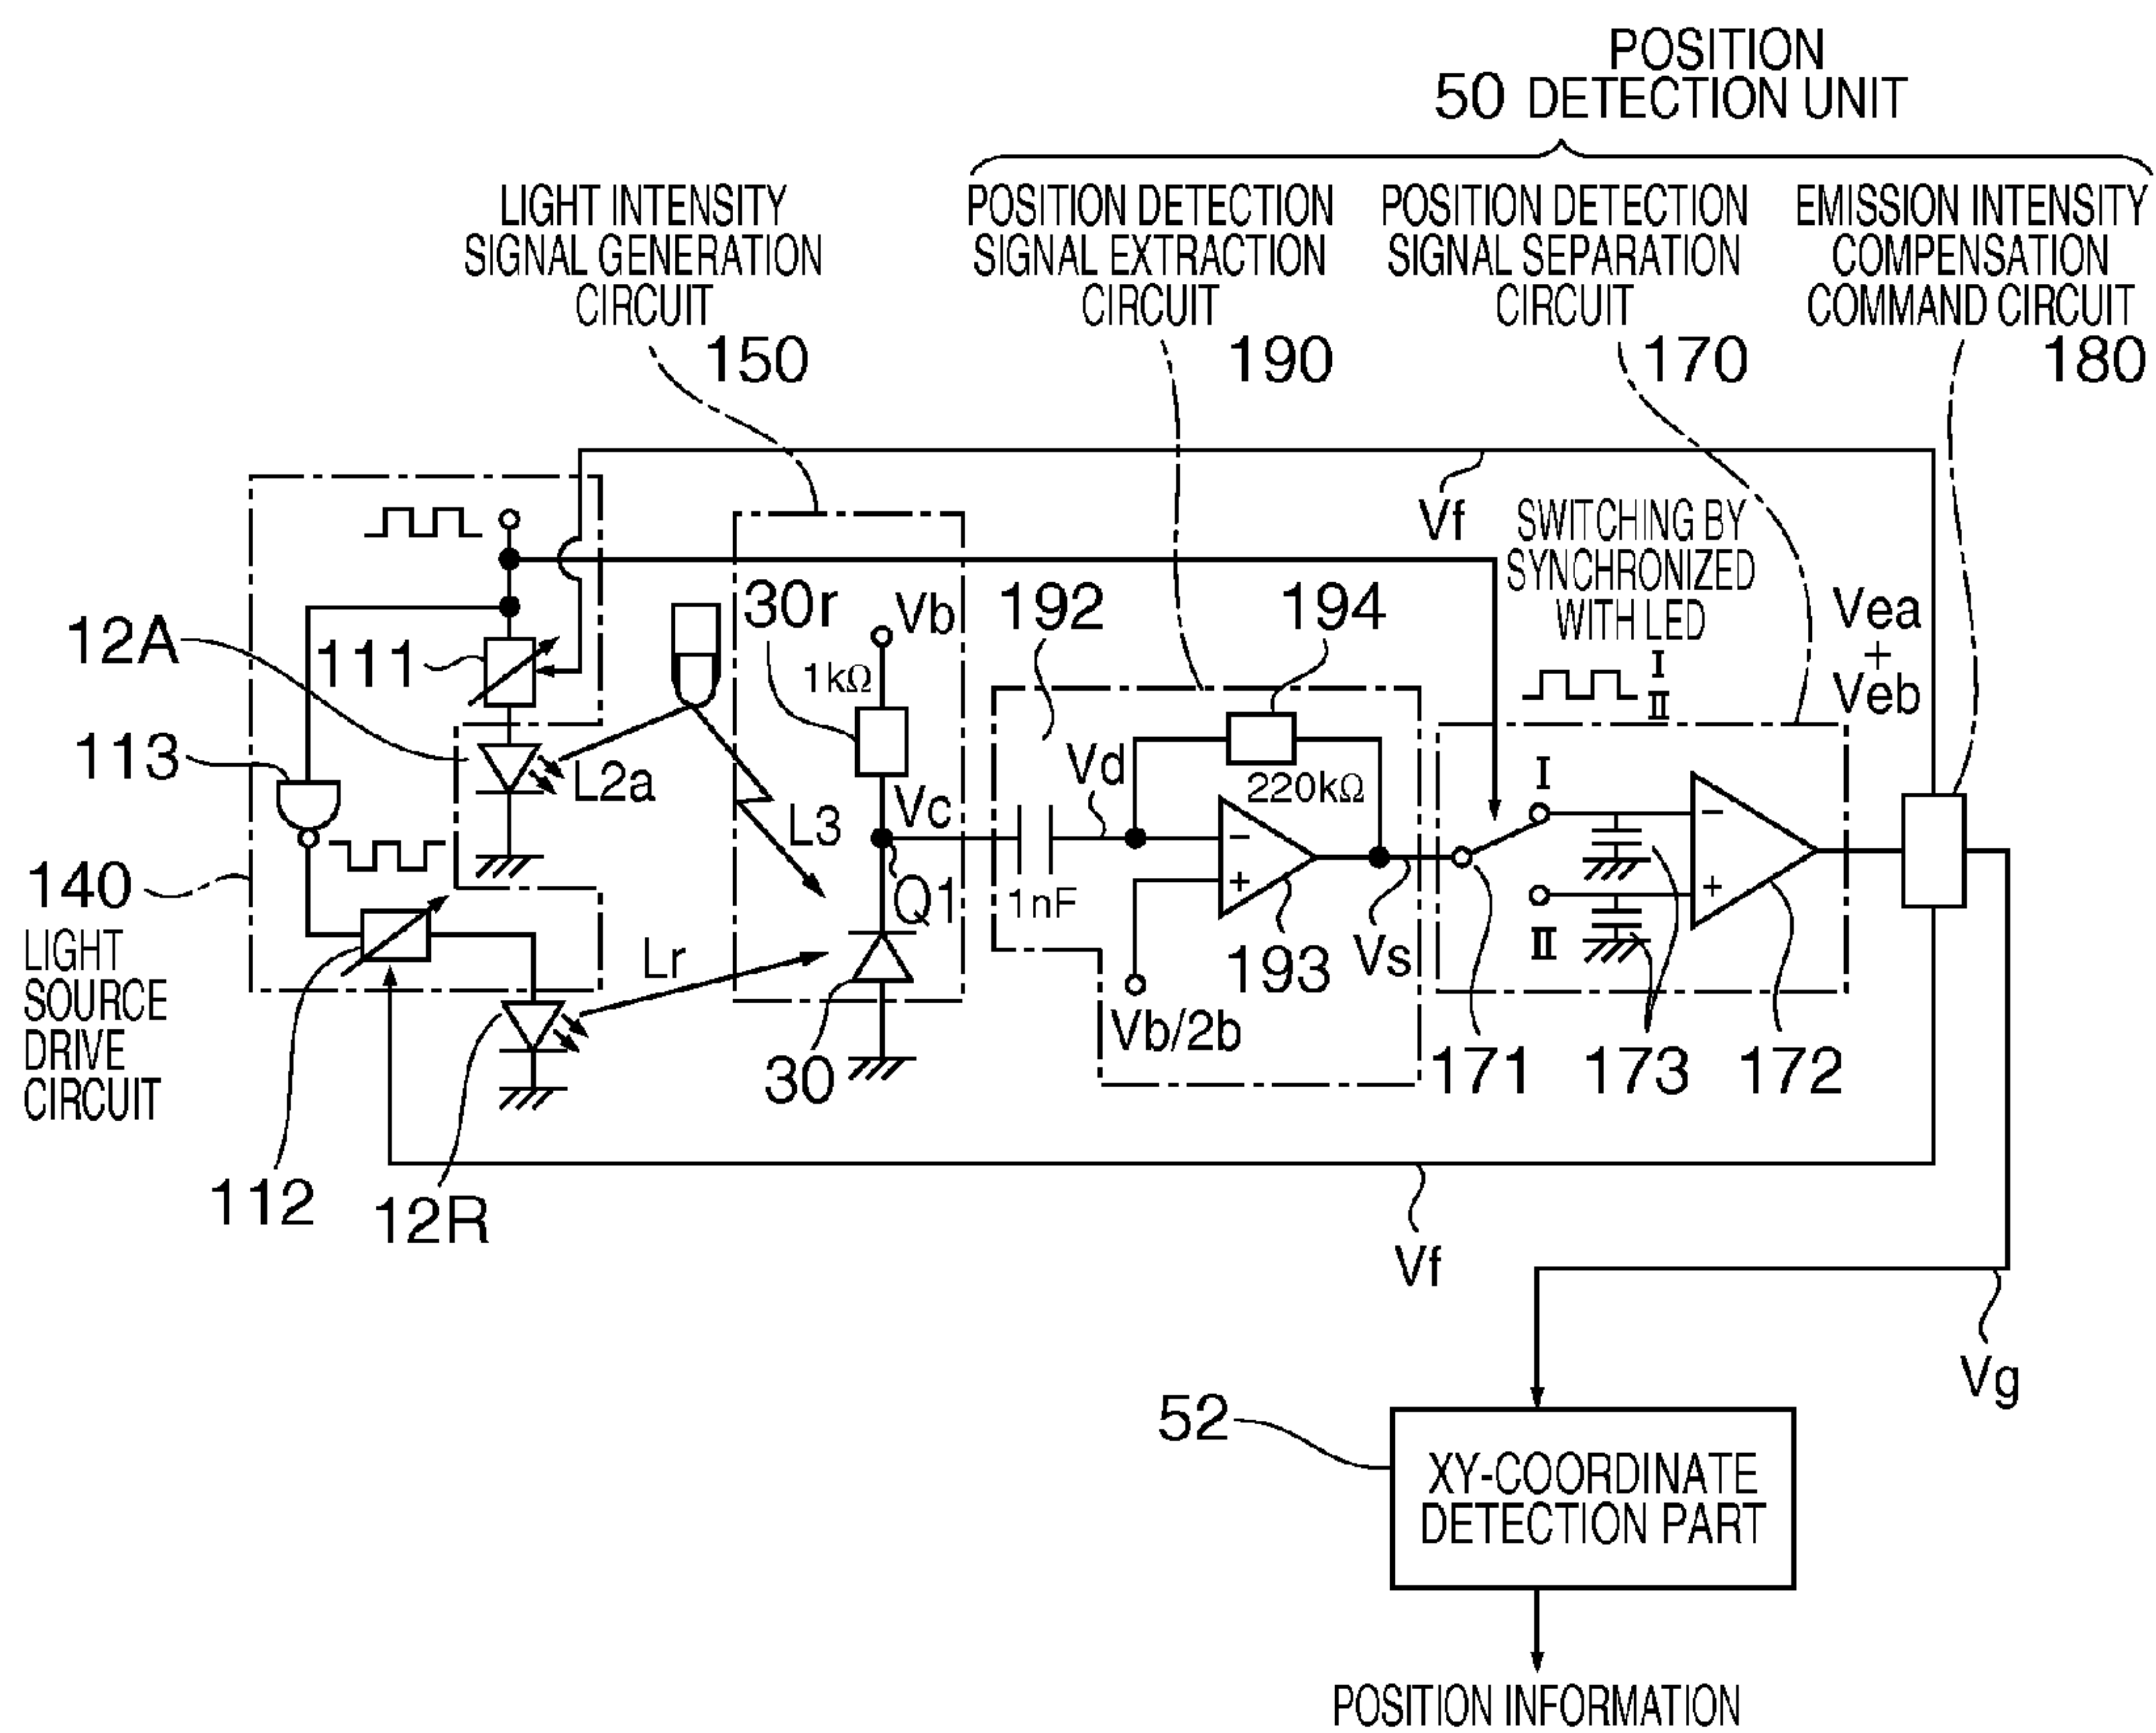 POSITION
50 DETECTION UNIT
LIGHT INTENSITY
SIGNAL GENERATION
CIRCUIT
150
POSITION DETECTION
SIGNAL EXTRACTION
CIRCUIT
190
POSITION DETECTION
SIGNAL SEPARATION
CIRCUIT
170
EMISSION INTENSITY
COMPENSATION
COMMAND CIRCUIT
180
Vf
SWITCHING BY
SYNCHRONIZED
WITH LED
I
II
Vea
+
Veb
12A
111
30r
Vb
1kΩ
192
194
113
L2a
L3
Vc
Vd
220kΩ
I
−
+
−
+
140
LIGHT
SOURCE
DRIVE
CIRCUIT
Q1
1nF
Lr
193
Vs
II
Vb/2b
30
171
173
172
112
12R
Vf
Vg
52
XY-COORDINATE
DETECTION PART
POSITION INFORMATION